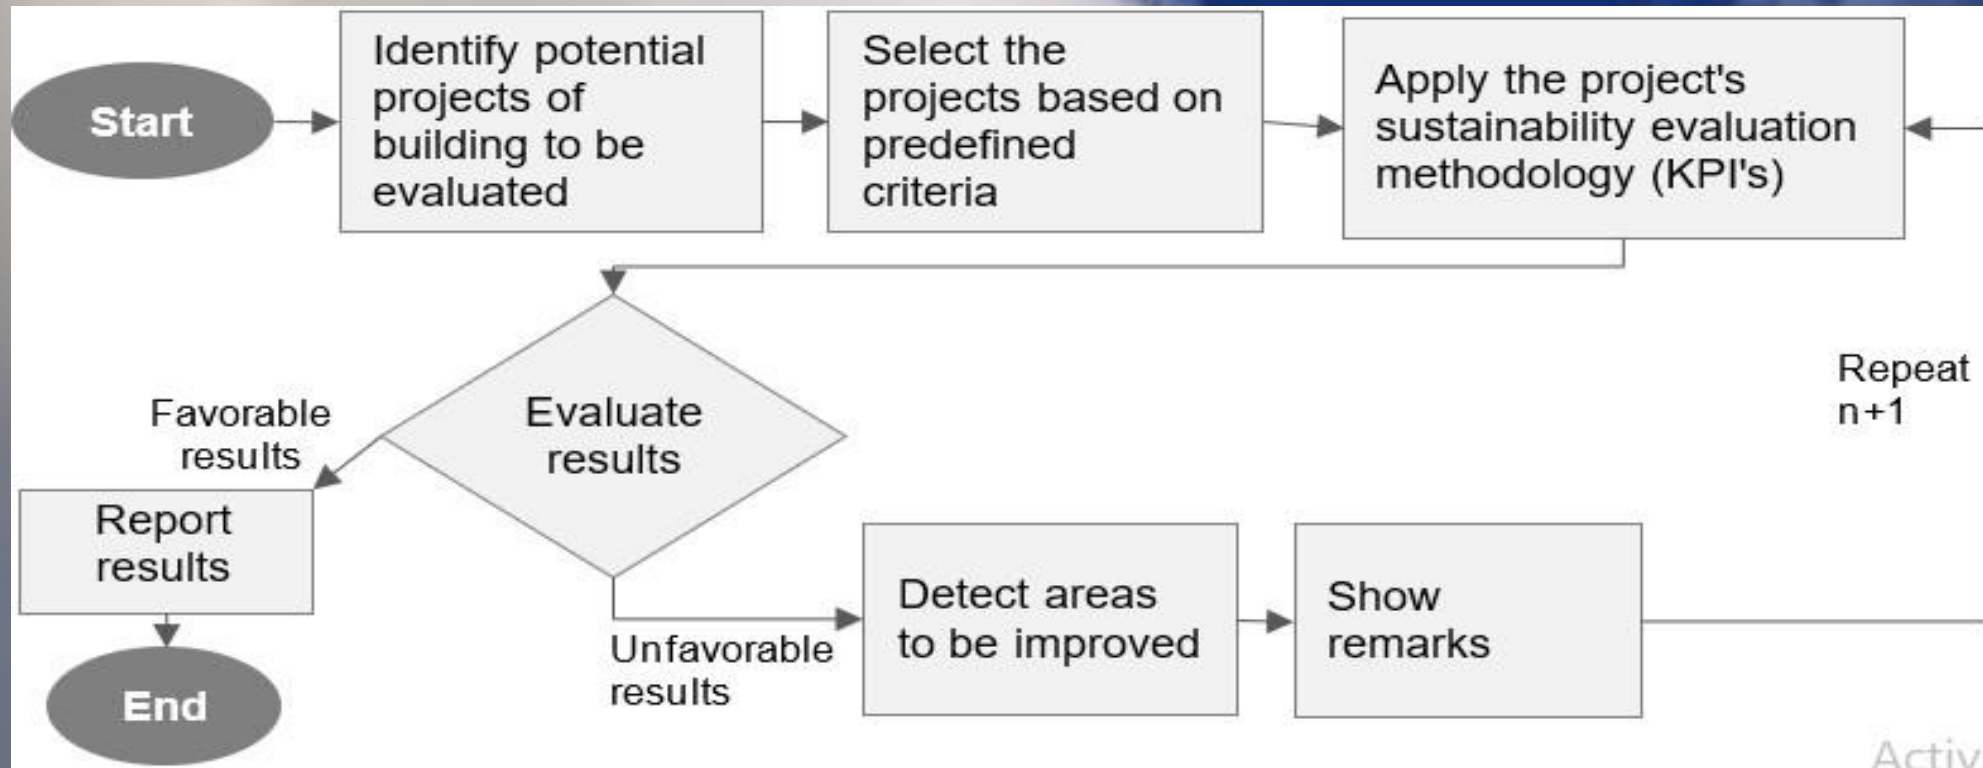 Start
Identify potential
projects of
building to be
evaluated
Select the
projects based on
predefined
criteria
Apply the project's
sustainability evaluation
methodology (KPI's)
Evaluate
results
Favorable
results
Repeat
n+1
Report
results
Unfavorable
results
Detect areas
to be improved
Show
remarks
End
Activ